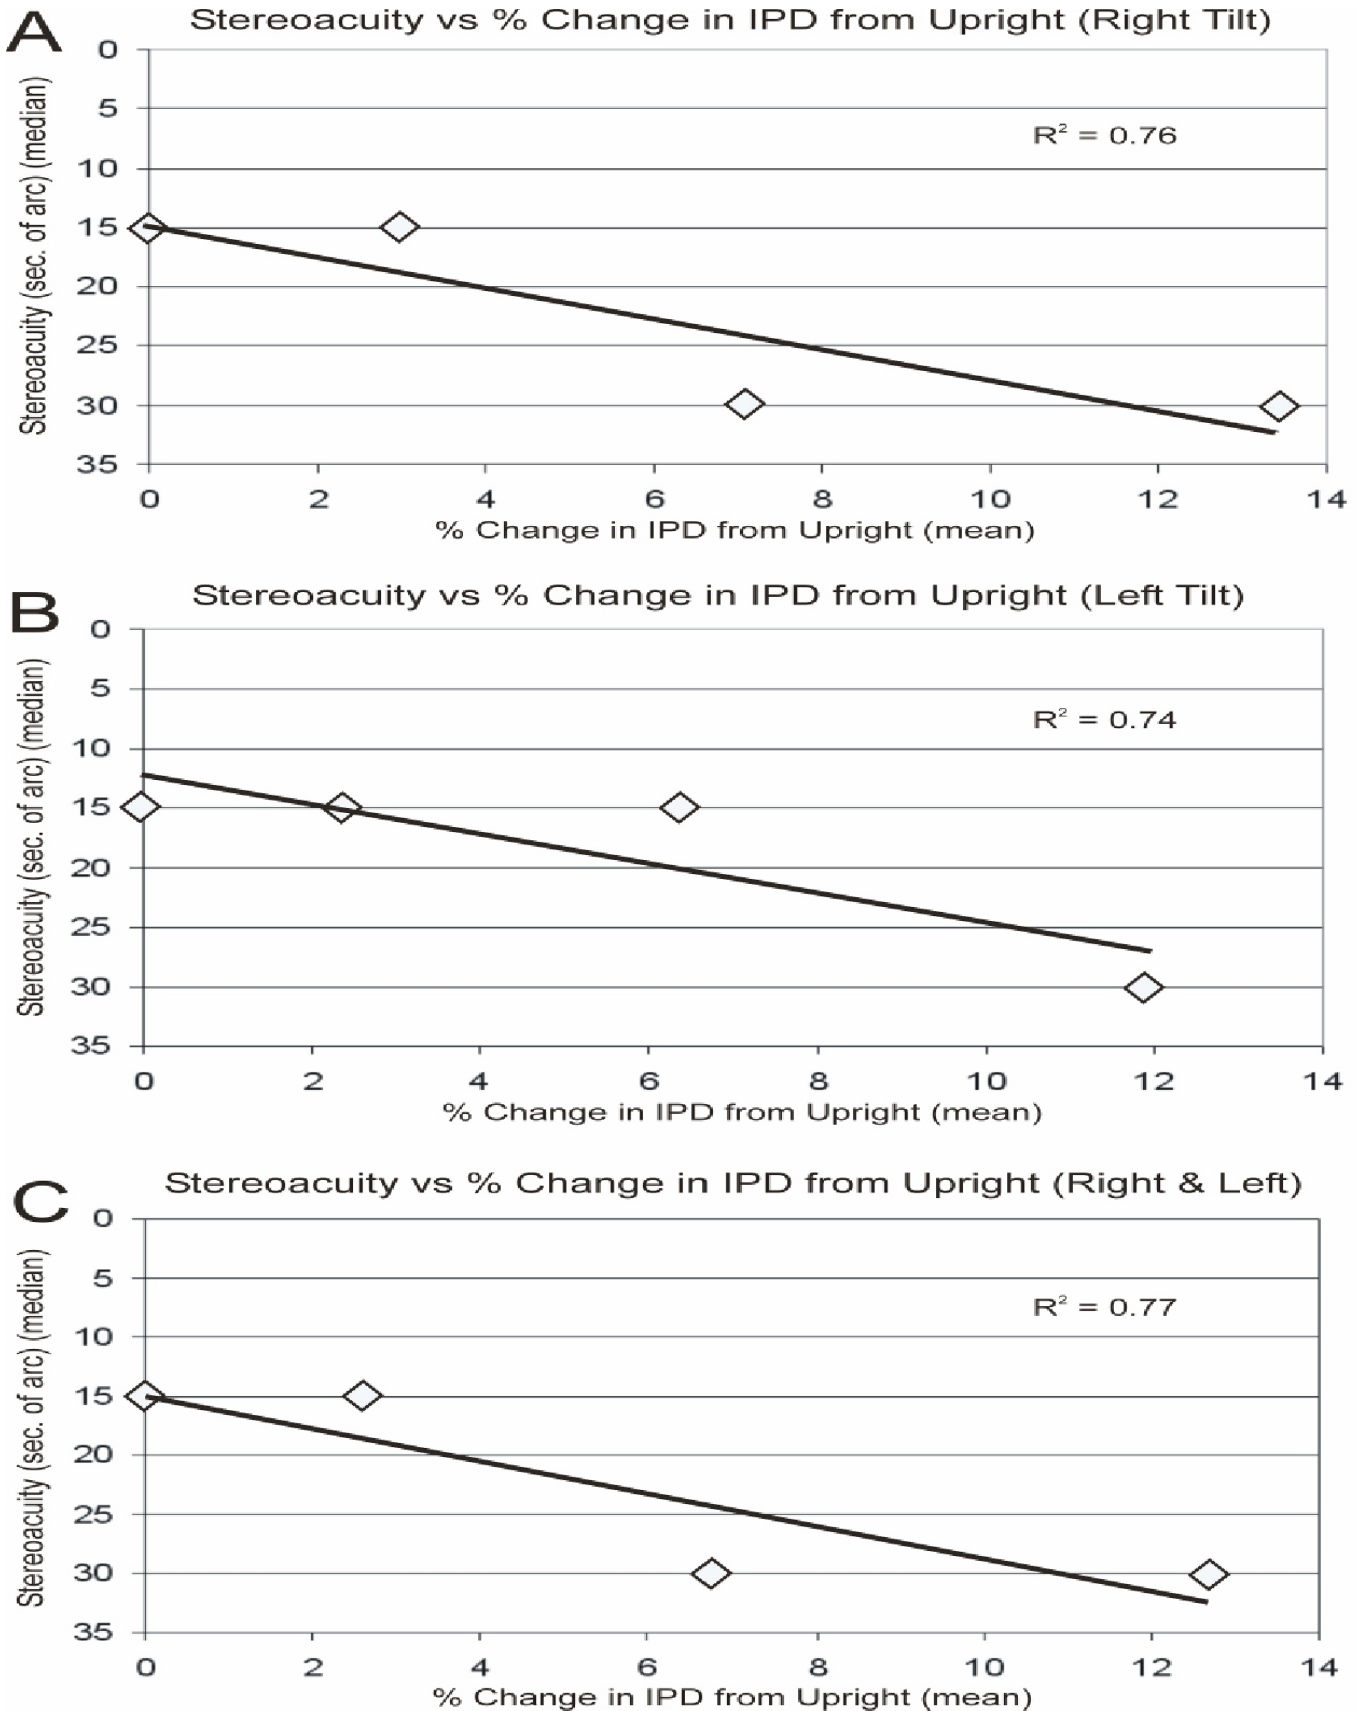 A
Stereoacuity vs % Change in IPD from Upright (Right Tilt)
Stereoacuity (sec. of arc) (median)
0
5
10
15
20
25
30
35
R² = 0.76
0 2 4 6 8 10 12 14
% Change in IPD from Upright (mean)
B
Stereoacuity vs % Change in IPD from Upright (Left Tilt)
Stereoacuity (sec. of arc) (median)
0
5
10
15
20
25
30
35
R² = 0.74
0 2 4 6 8 10 12 14
% Change in IPD from Upright (mean)
C
Stereoacuity vs % Change in IPD from Upright (Right & Left)
Stereoacuity (sec. of arc) (median)
0
5
10
15
20
25
30
35
R² = 0.77
0 2 4 6 8 10 12 14
% Change in IPD from Upright (mean)